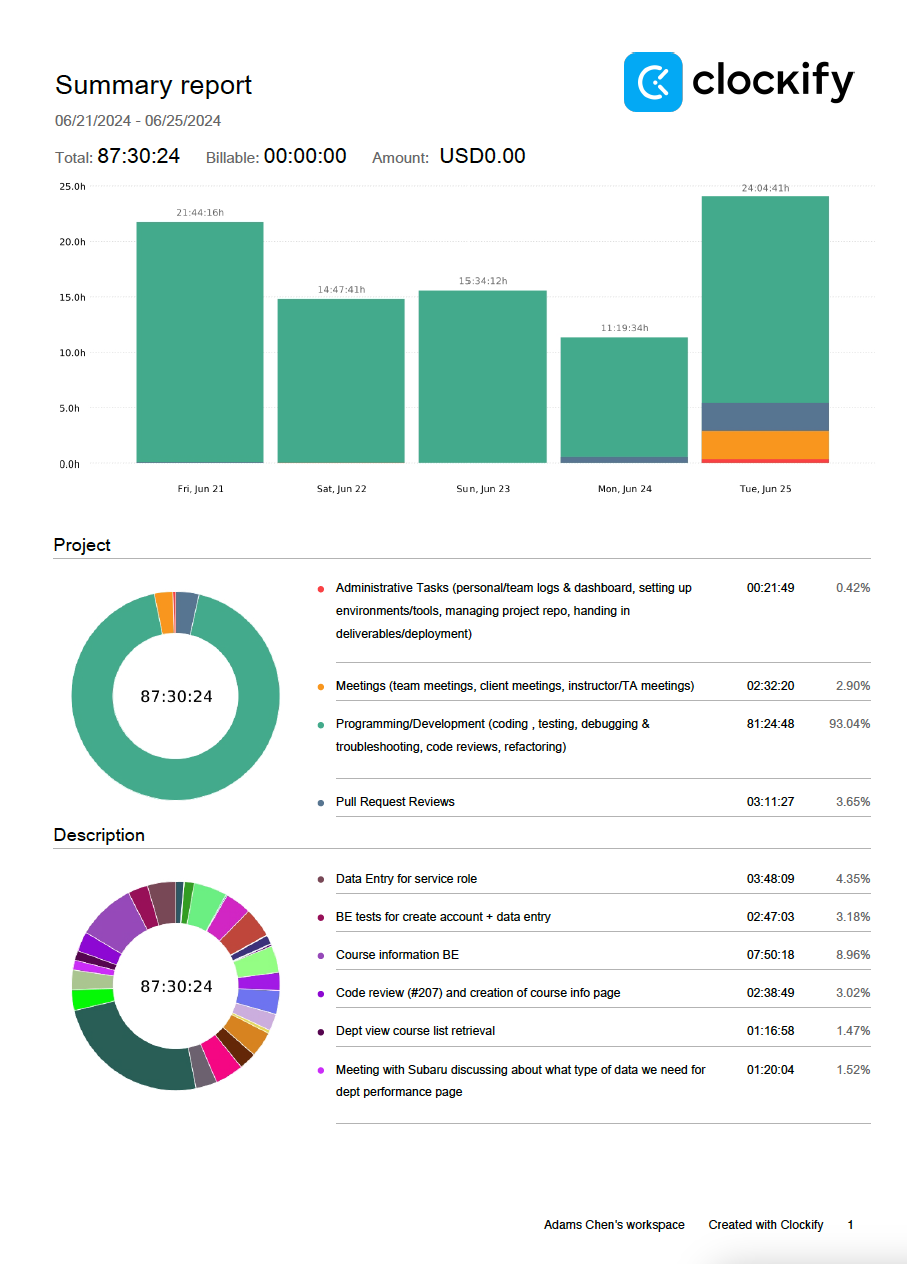 Summary report
clockify
06/21/2024 - 06/25/2024
Total: 87:30:24 Billable: 00:00:00 Amount: USD0.00
25.0h
20.0h
15.0h
10.0h
5.0h
0.0h
21:44:16h
14:47:41h
15:34:12h
11:19:34h
24:04:41h
Fri, Jun 21
Sat, Jun 22
Sun, Jun 23
Mon, Jun 24
Tue, Jun 25
Project
87:30:24
Administrative Tasks (personal/team logs & dashboard, setting up 00:21:49 0.42%
environments/tools, managing project repo, handing in
deliverables/deployment)
Meetings (team meetings, client meetings, instructor/TA meetings) 02:32:20 2.90%
Programming/Development (coding , testing, debugging & 81:24:48 93.04%
troubleshooting, code reviews, refactoring)
Pull Request Reviews 03:11:27 3.65%
Description
87:30:24
Data Entry for service role 03:48:09 4.35%
BE tests for create account + data entry 02:47:03 3.18%
Course information BE 07:50:18 8.96%
Code review (#207) and creation of course info page 02:38:49 3.02%
Dept view course list retrieval 01:16:58 1.47%
Meeting with Subaru discussing about what type of data we need for 01:20:04 1.52%
dept performance page
Adams Chen's workspace Created with Clockify 1